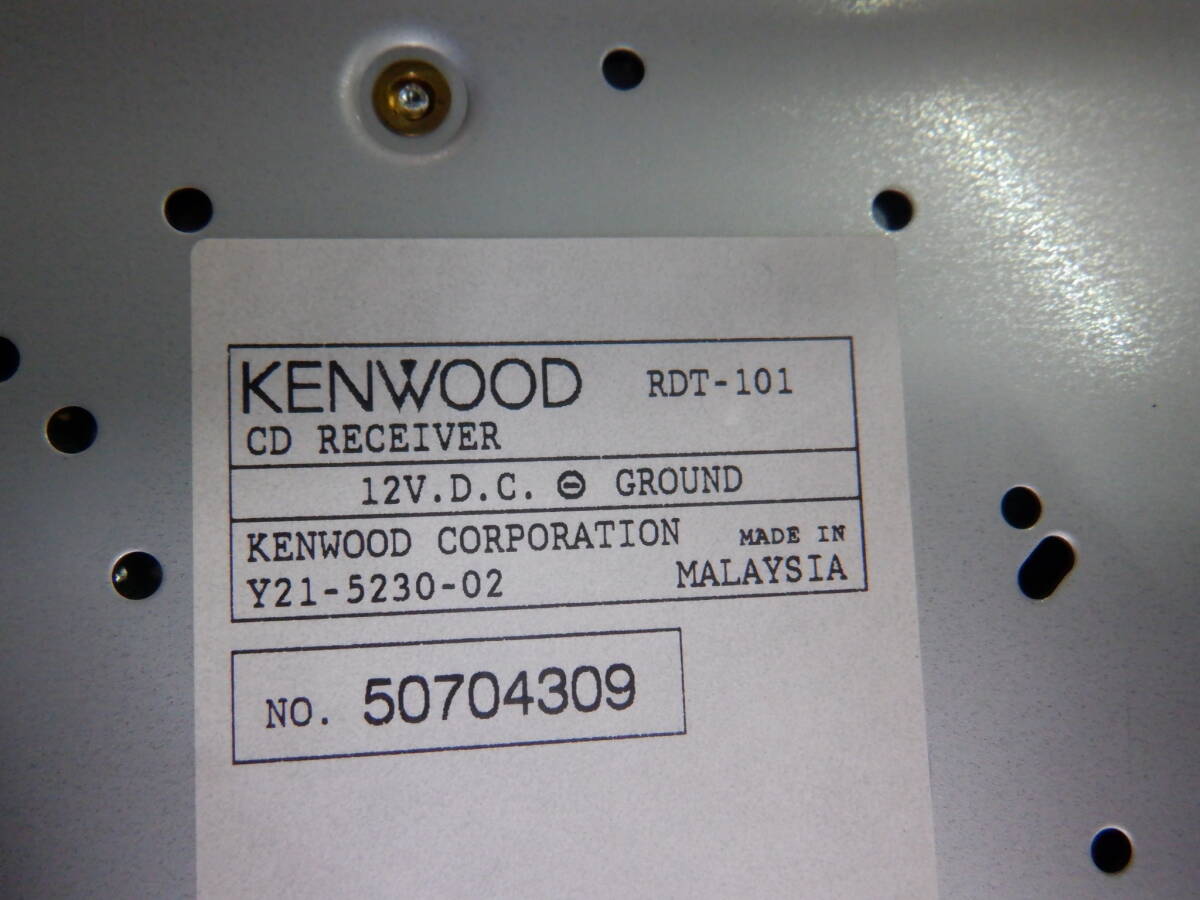 KENWOOD RDT-101
CD RECEIVER
12V.D.C. ⊖ GROUND
KENWOOD CORPORATION MADE IN
Y21-5230-02 MALAYSIA
NO. 50704309